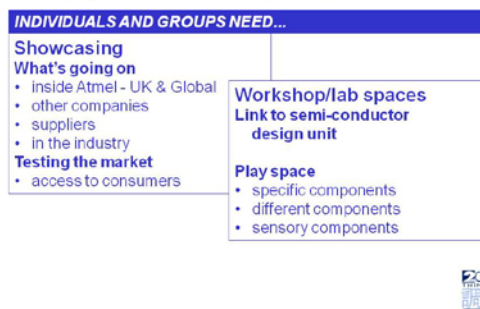 INDIVIDUALS AND GROUPS NEED...
Showcasing
What's going on
• inside Atmel - UK & Global
• other companies
• suppliers
• in the industry
Testing the market
• access to consumers
Workshop/lab spaces
Link to semi-conductor
design unit
Play space
• specific components
• different components
• sensory components